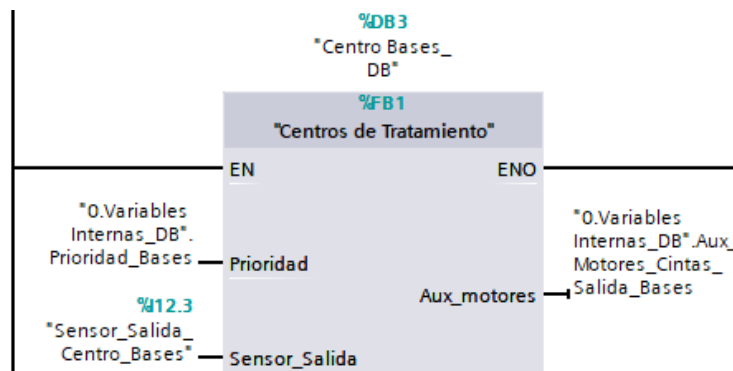 %DB3
"Centro Bases_
DB"
%FB1
"Centros de Tratamiento"
EN
ENO
"0.Variables
Internas_DB".
Prioridad_Bases
Prioridad
"0.Variables
Internas_DB".Aux_
Motores_Cintas_
Salida_Bases
Aux_motores
%I12.3
"Sensor_Salida_
Centro_Bases"
Sensor_Salida